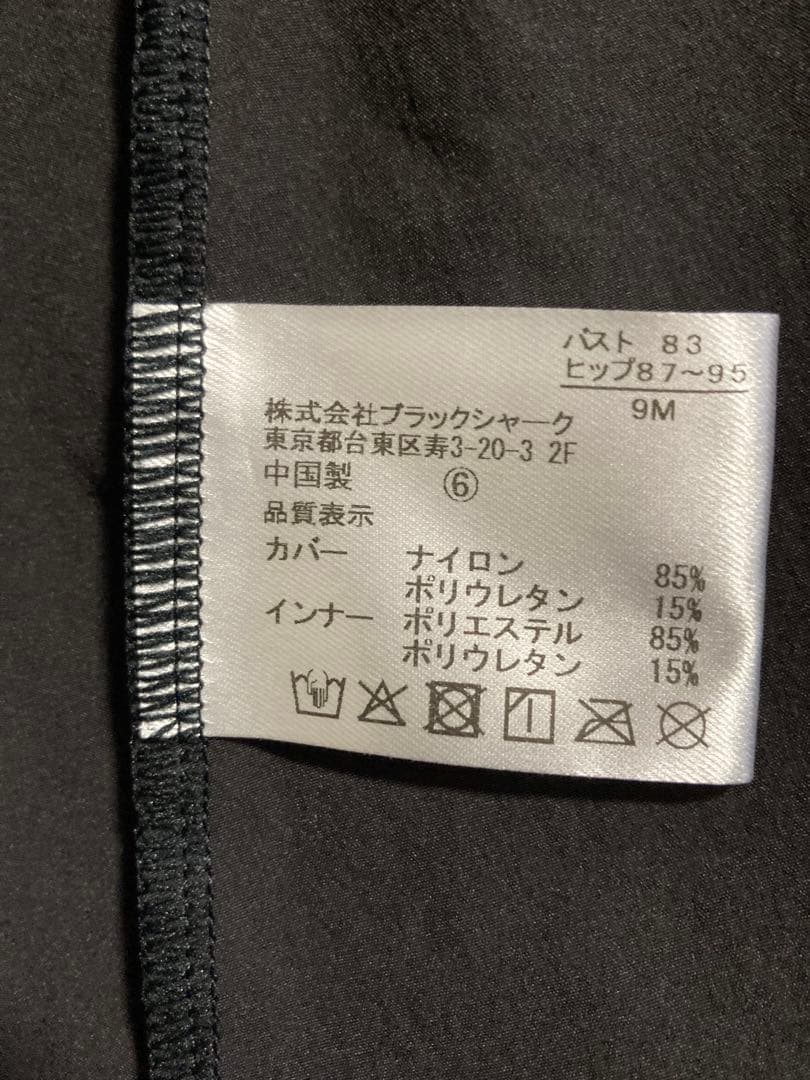 バスト 83
ヒップ87～95
9M
株式会社ブラックシャーク
東京都台東区寿3-20-3 2F
中国製 ⑥
品質表示
カバー ナイロン 85%
ポリウレタン 15%
インナー ポリエステル 85%
ポリウレタン 15%